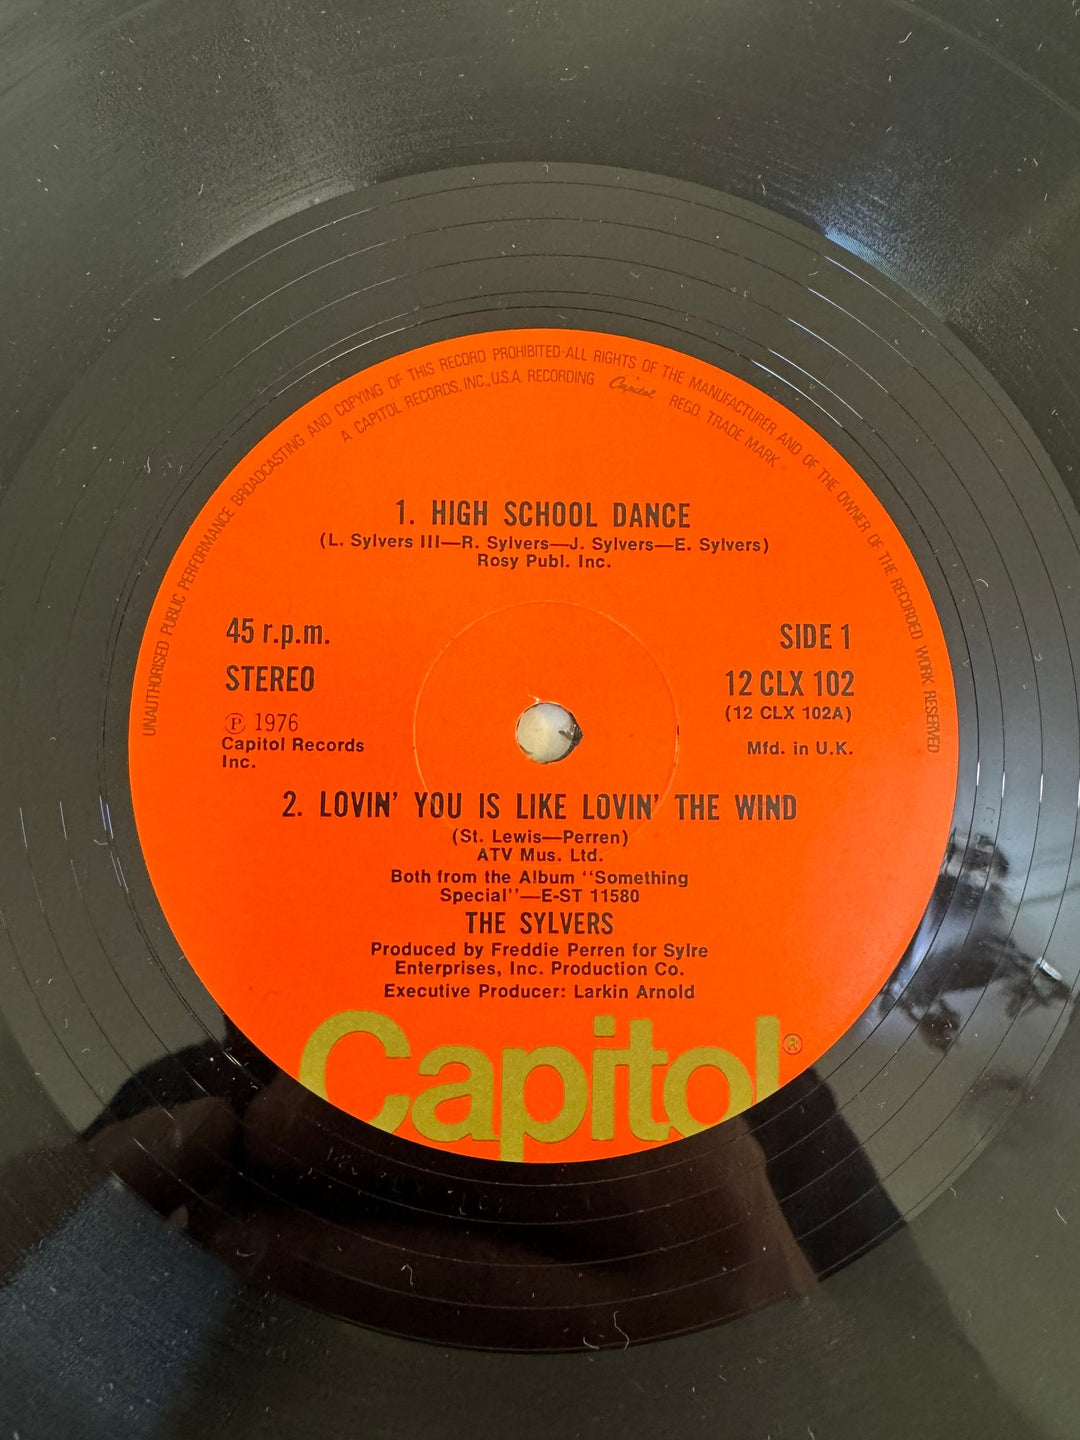 UNAUTHORISED PUBLIC PERFORMANCE BROADCASTING AND COPYING OF THIS RECORD PROHIBITED·ALL RIGHTS OF THE MANUFACTURER AND OF THE OWNER OF THE RECORDED WORK RESERVED
A CAPITOL RECORDS, INC., U.S.A. RECORDING Capitol REGD. TRADE MARK
1. HIGH SCHOOL DANCE
(L. Sylvers III—R. Sylvers—J. Sylvers—E. Sylvers)
Rosy Publ. Inc.
45 r.p.m.
STEREO
Ⓟ 1976
Capitol Records
Inc.
SIDE 1
12 CLX 102
(12 CLX 102A)
Mfd. in U.K.
2. LOVIN' YOU IS LIKE LOVIN' THE WIND
(St. Lewis—Perren)
ATV Mus. Ltd.
Both from the Album "Something
Special"—E-ST 11580
THE SYLVERS
Produced by Freddie Perren for Sylre
Enterprises, Inc. Production Co.
Executive Producer: Larkin Arnold
Capitol®